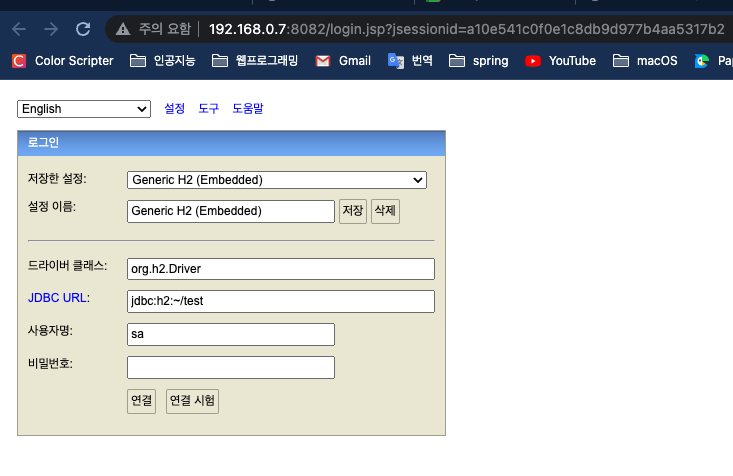 주의 요함 192.168.0.7:8082/login.jsp?jsessionid=a10e541c0f0e1c8db9d977b4aa5317b2
Color Scripter 인공지능 웹프로그래밍 Gmail 번역 spring YouTube macOS
English 설정 도구 도움말
로그인
저장한 설정: Generic H2 (Embedded)
설정 이름: Generic H2 (Embedded) 저장 삭제
드라이버 클래스: org.h2.Driver
JDBC URL: jdbc:h2:~/test
사용자명: sa
비밀번호:
연결 연결 시험